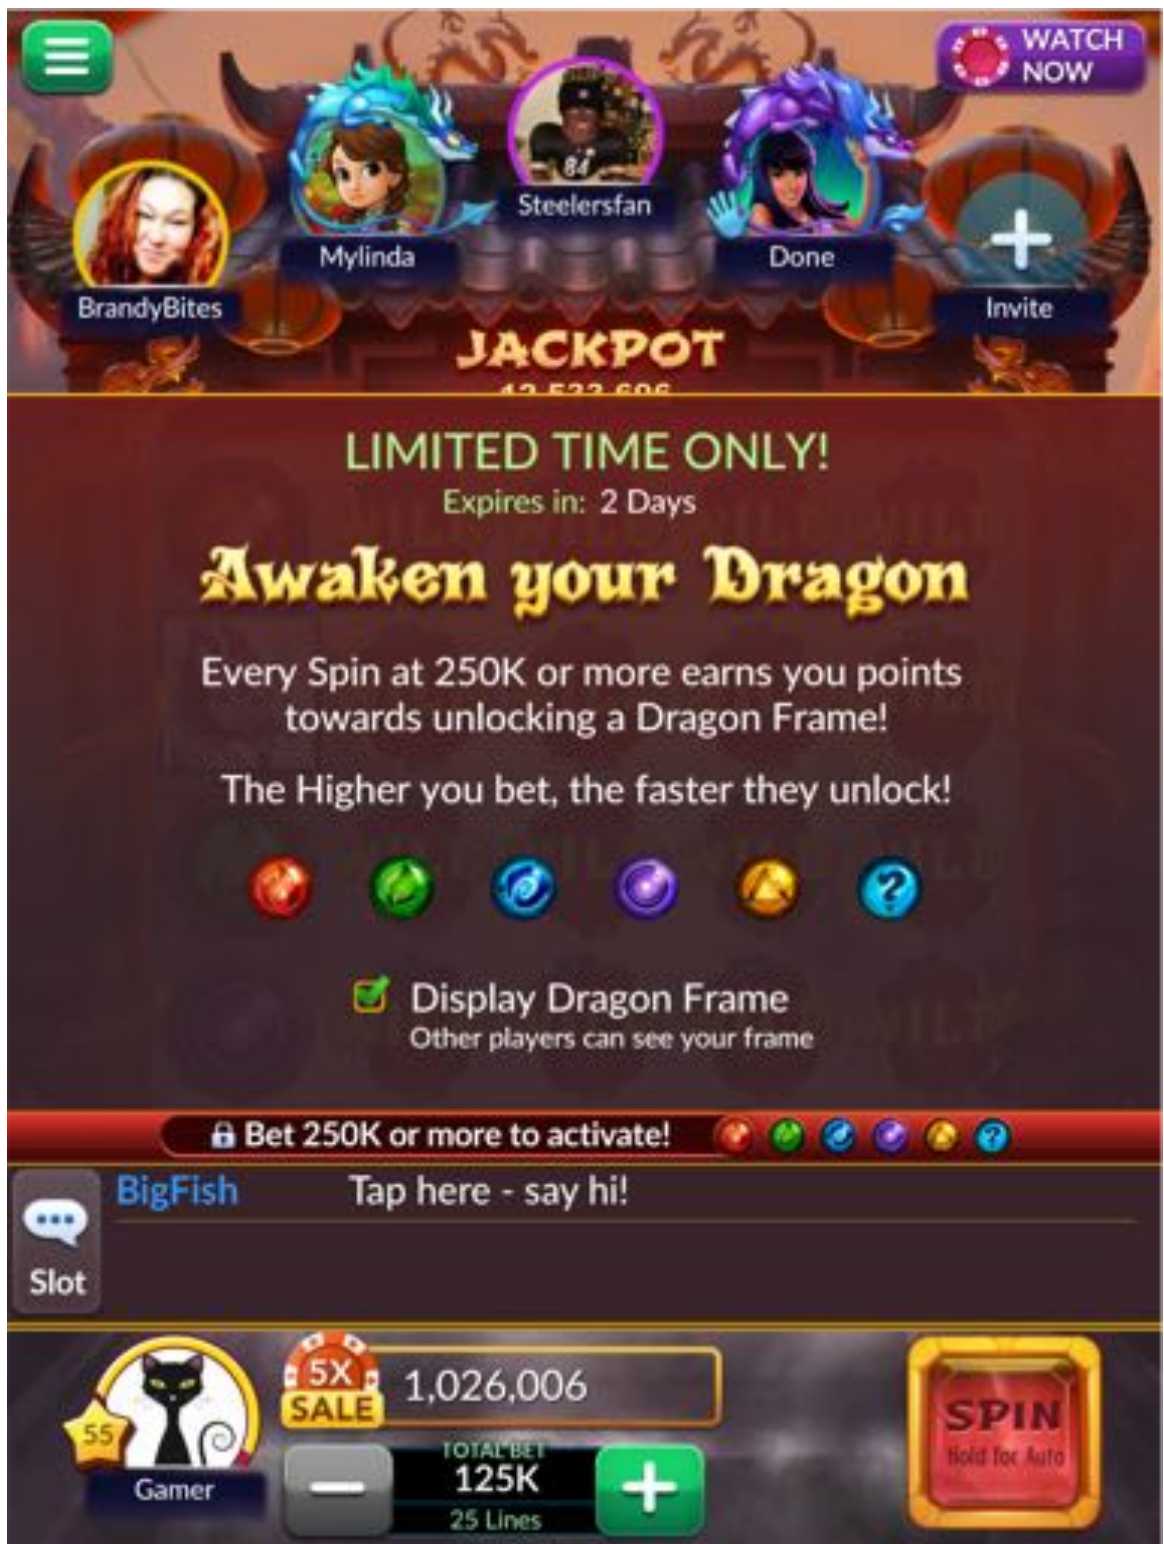 WATCH
NOW
Steelersfan
Mylinda
Done
BrandyBites
Invite
84
JACKPOT
LIMITED TIME ONLY!
Expires in: 2 Days
Awaken your Dragon
Every Spin at 250K or more earns you points
towards unlocking a Dragon Frame!
The Higher you bet, the faster they unlock!
?
Display Dragon Frame
Other players can see your frame
Bet 250K or more to activate!
?
BigFish Tap here - say hi!
Slot
5X
SALE
1,026,006
55
Gamer
TOTAL BET
125K
25 Lines
SPIN
Hold for Auto